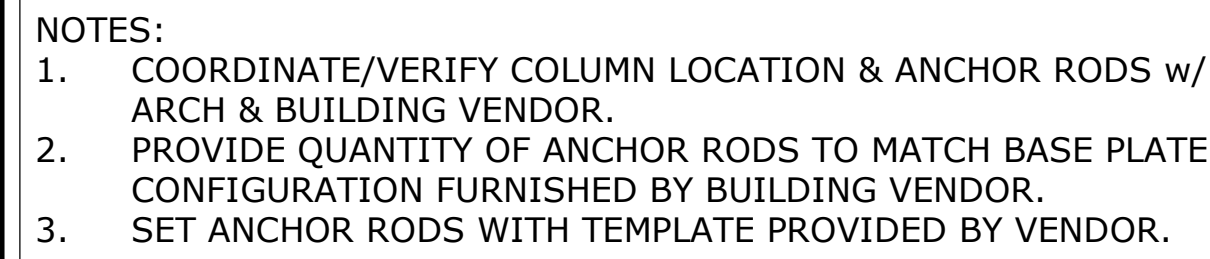 NOTES:
1. COORDINATE/VERIFY COLUMN LOCATION & ANCHOR RODS w/
ARCH & BUILDING VENDOR.
2. PROVIDE QUANTITY OF ANCHOR RODS TO MATCH BASE PLATE
CONFIGURATION FURNISHED BY BUILDING VENDOR.
3. SET ANCHOR RODS WITH TEMPLATE PROVIDED BY VENDOR.